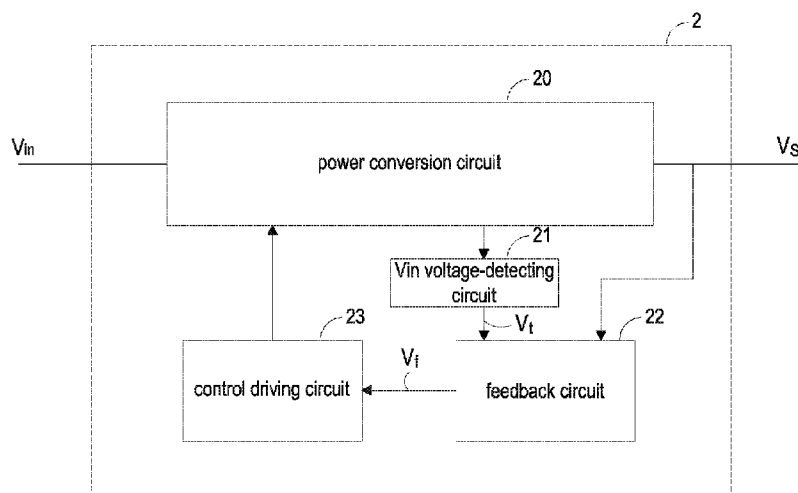 2
20
Vin
power conversion circuit
VS
21
Vin voltage-detecting
circuit
23
Vt
22
control driving circuit
Vf
feedback circuit